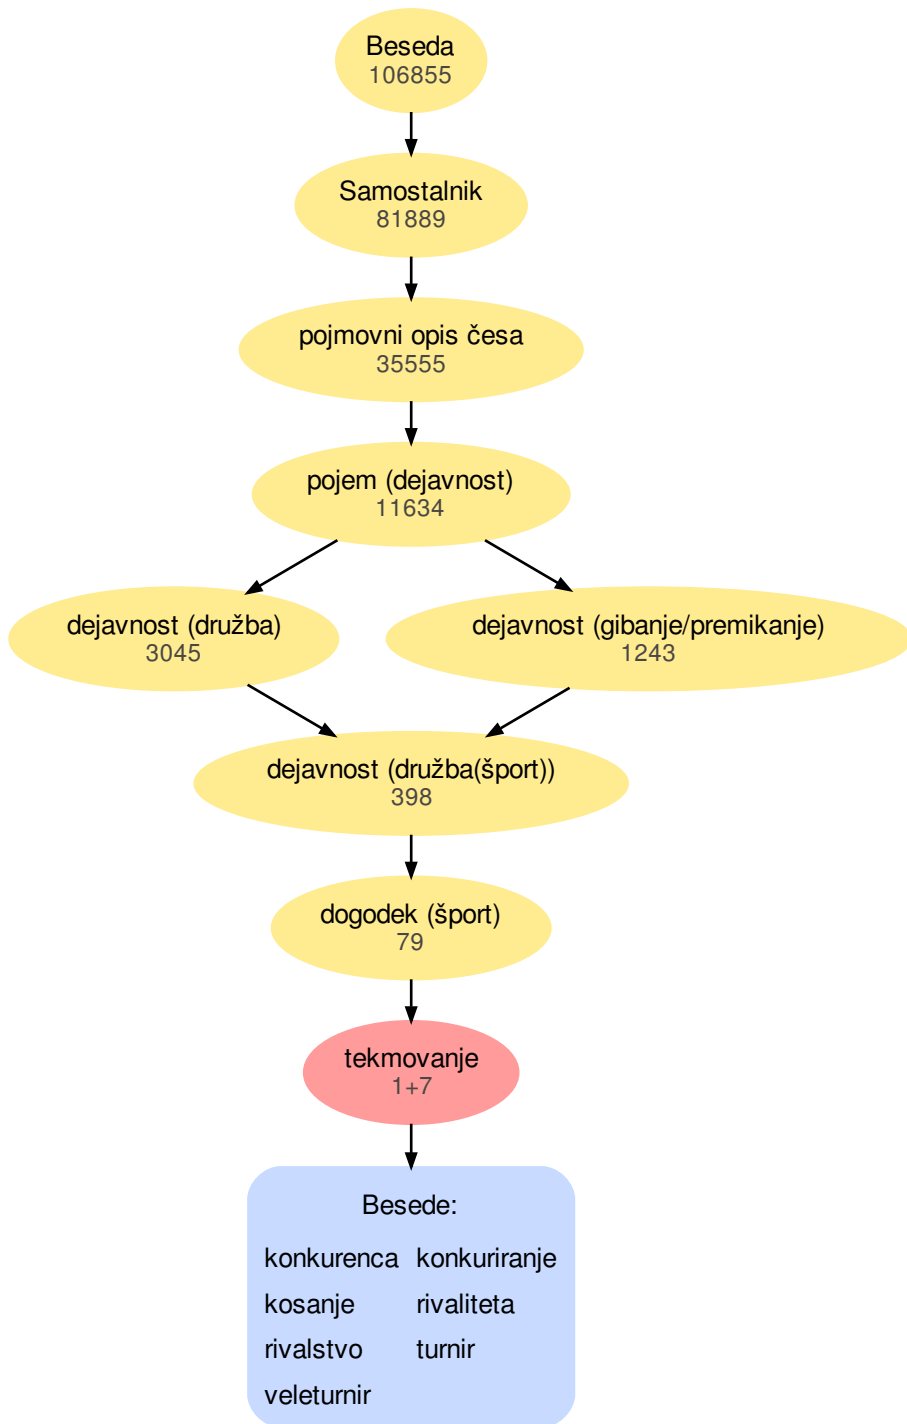 Beseda
106855
Samostalnik
81889
pojmovni opis česa
35555
pojem (dejavnost)
11634
dejavnost (družba)
3045
dejavnost (gibanje/premikanje)
1243
dejavnost (družba(šport))
398
dogodek (šport)
79
tekmovanje
1+7
Besede:
konkurenca konkuriranje
kosanje rivaliteta
rivalstvo turnir
veleturnir